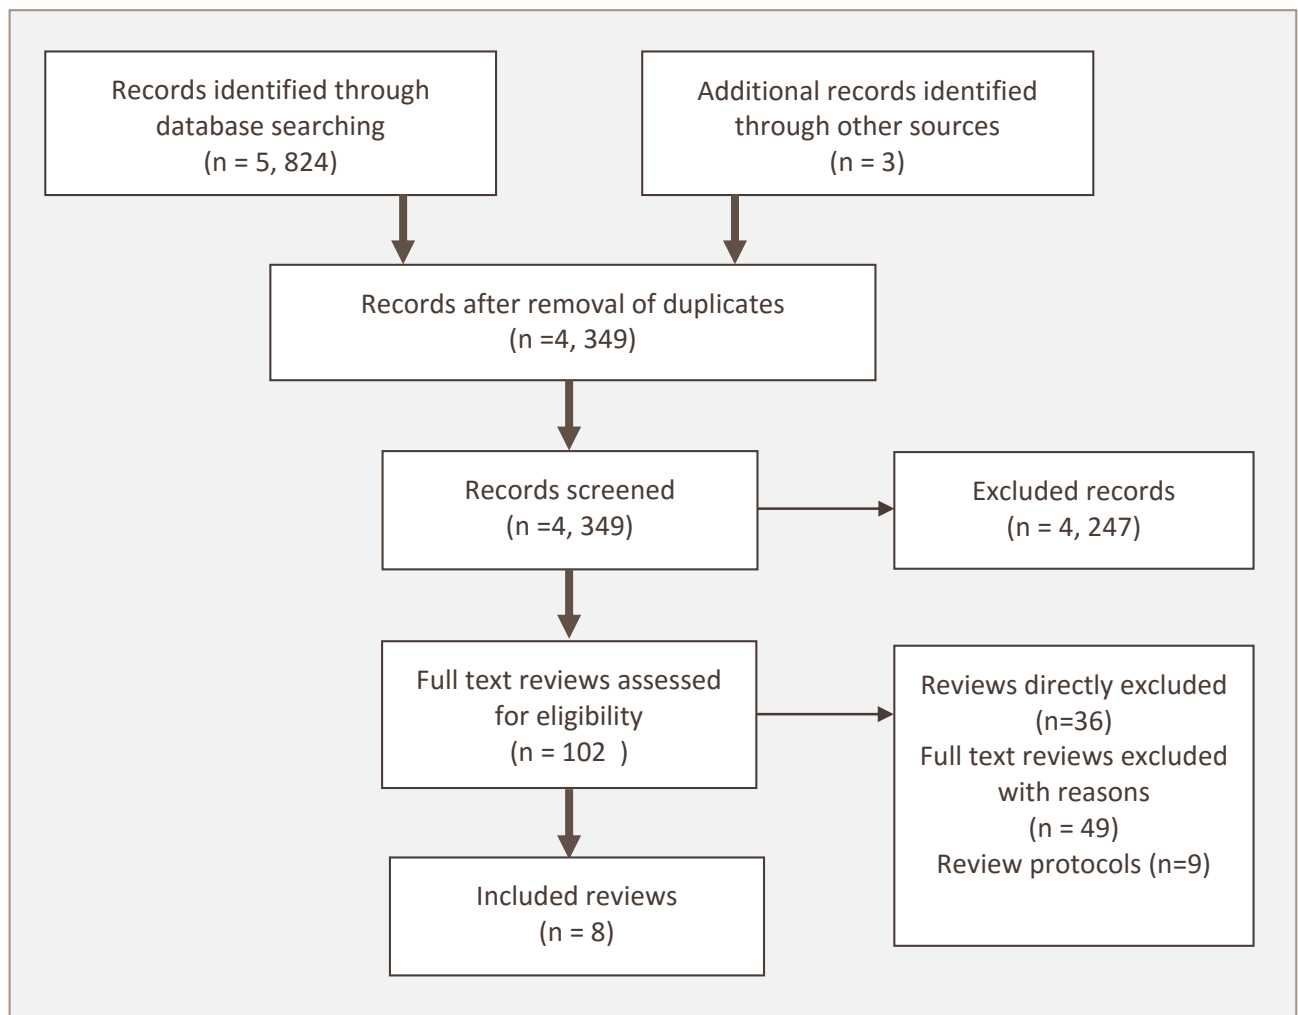 Records identified through
database searching
(n = 5, 824)
Additional records identified
through other sources
(n = 3)
Records after removal of duplicates
(n =4, 349)
Records screened
(n =4, 349)
Excluded records
(n = 4, 247)
Full text reviews assessed
for eligibility
(n = 102  )
Reviews directly excluded
(n=36)
Full text reviews excluded
with reasons
(n = 49)
Review protocols (n=9)
Included reviews
(n = 8)